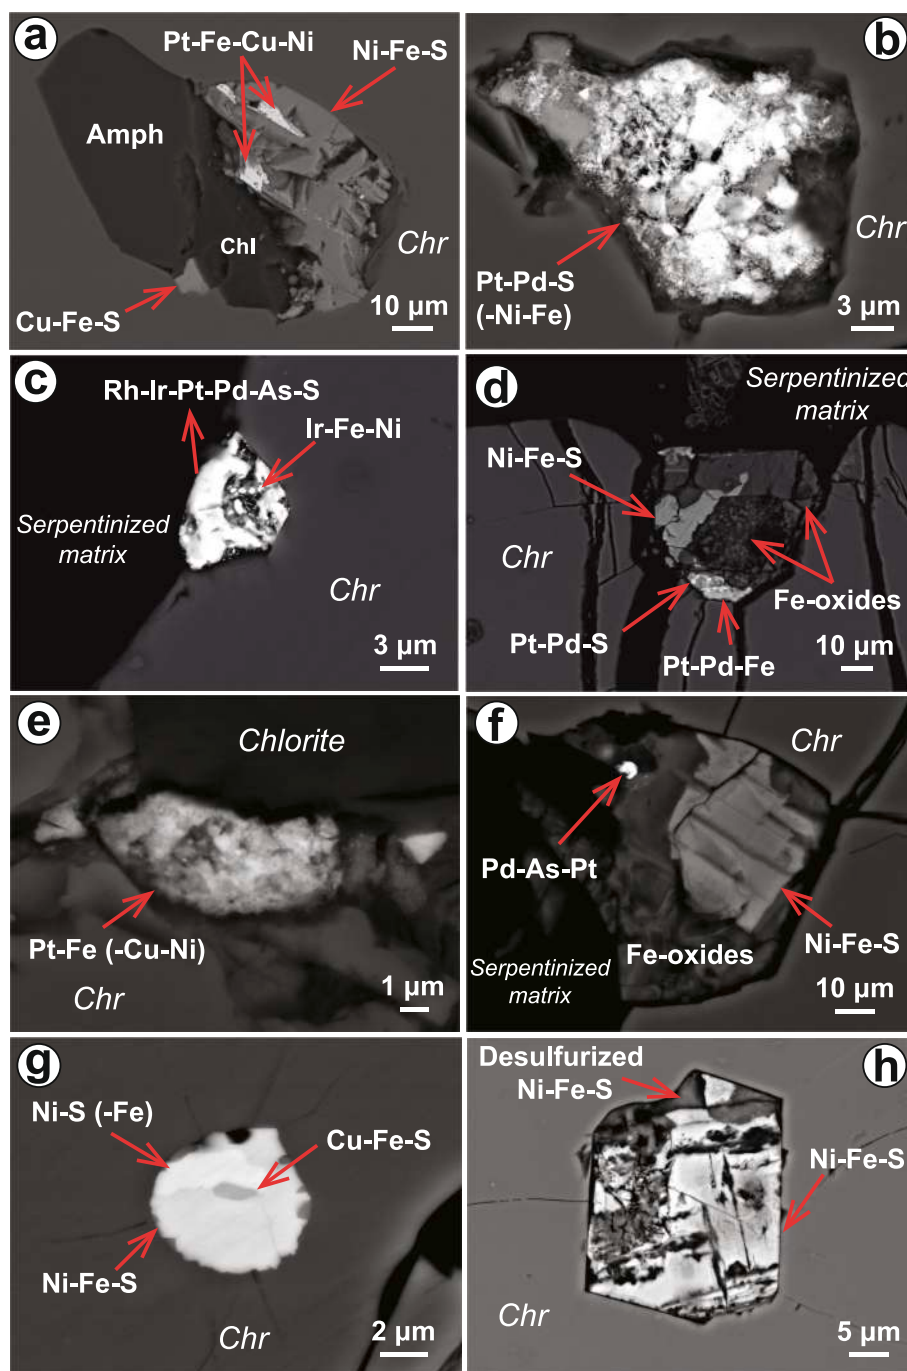 a
Pt-Fe-Cu-Ni
Ni-Fe-S
Amph
Chl
Chr
Cu-Fe-S
10 µm
b
Chr
Pt-Pd-S
(-Ni-Fe)
3 µm
c
Rh-Ir-Pt-Pd-As-S
Ir-Fe-Ni
Serpentinized
matrix
Chr
3 µm
d
Serpentinized
matrix
Ni-Fe-S
Chr
Fe-oxides
Pt-Pd-S
Pt-Pd-Fe
10 µm
e
Chlorite
Pt-Fe (-Cu-Ni)
Chr
1 µm
f
Chr
Pd-As-Pt
Fe-oxides
Ni-Fe-S
Serpentinized
matrix
10 µm
g
Ni-S (-Fe)
Cu-Fe-S
Ni-Fe-S
Chr
2 µm
h
Desulfurized
Ni-Fe-S
Ni-Fe-S
Chr
5 µm